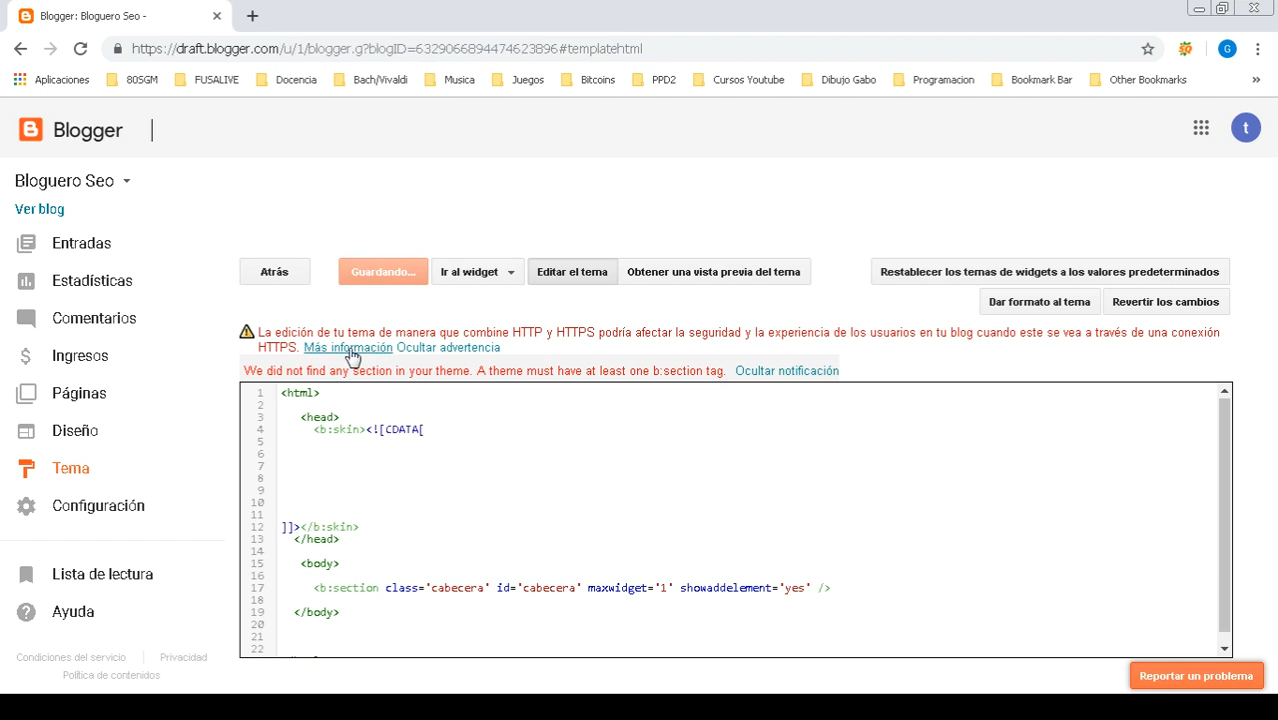 Blogger: Bloguero Seo -
https://draft.blogger.com/u/1/blogger.g?blogID=6329066894474623896#templatehtml
G
Aplicaciones 80SGM FUSALIVE Docencia Bach/Vivaldi Musica Juegos Bitcoins PPD2 Cursos Youtube Dibujo Gabo Programacion Bookmark Bar Other Bookmarks »
Blogger
t
Bloguero Seo
Ver blog
Entradas
Estadísticas
Comentarios
Ingresos
Páginas
Diseño
Tema
Configuración
Lista de lectura
Ayuda
Condiciones del servicio Privacidad
Política de contenidos
Atrás Guardando... Ir al widget Editar el tema Obtener una vista previa del tema Restablecer los temas de widgets a los valores predeterminados
Dar formato al tema Revertir los cambios
La edición de tu tema de manera que combine HTTP y HTTPS podría afectar la seguridad y la experiencia de los usuarios en tu blog cuando este se vea a través de una conexión
HTTPS. Más información Ocultar advertencia
We did not find any section in your theme. A theme must have at least one b:section tag. Ocultar notificación
1 <html>
2
3 <head>
4 <b:skin><![CDATA[
5
6
7
8
9
10
11
12 ]]></b:skin>
13 </head>
14
15 <body>
16
17 <b:section class='cabecera' id='cabecera' maxwidget='1' showaddelement='yes' />
18
19 </body>
20
21
22
Reportar un problema